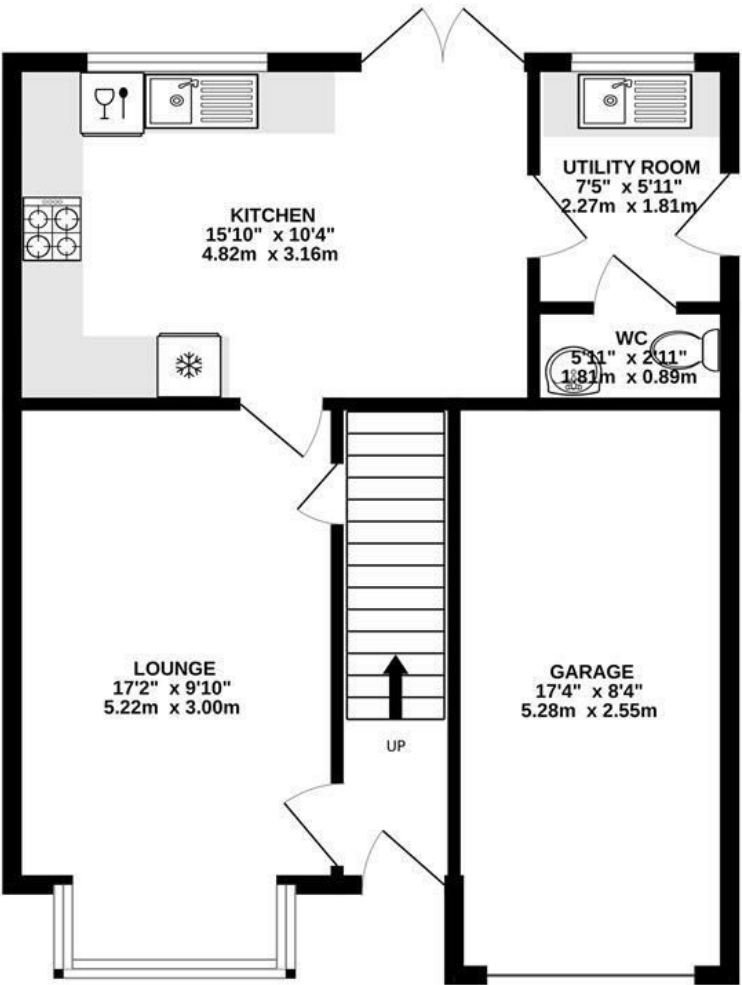 UTILITY ROOM
7'5" x 5'11"
2.27m x 1.81m
KITCHEN
15'10" x 10'4"
4.82m x 3.16m
WC
5'11" x 2'11"
1.81m x 0.89m
LOUNGE
17'2" x 9'10"
5.22m x 3.00m
GARAGE
17'4" x 8'4"
5.28m x 2.55m
UP